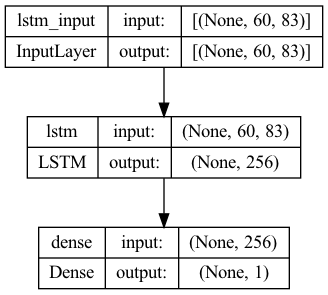 lstm_input input: [(None, 60, 83)]
InputLayer output: [(None, 60, 83)]
lstm input: (None, 60, 83)
LSTM output: (None, 256)
dense input: (None, 256)
Dense output: (None, 1)